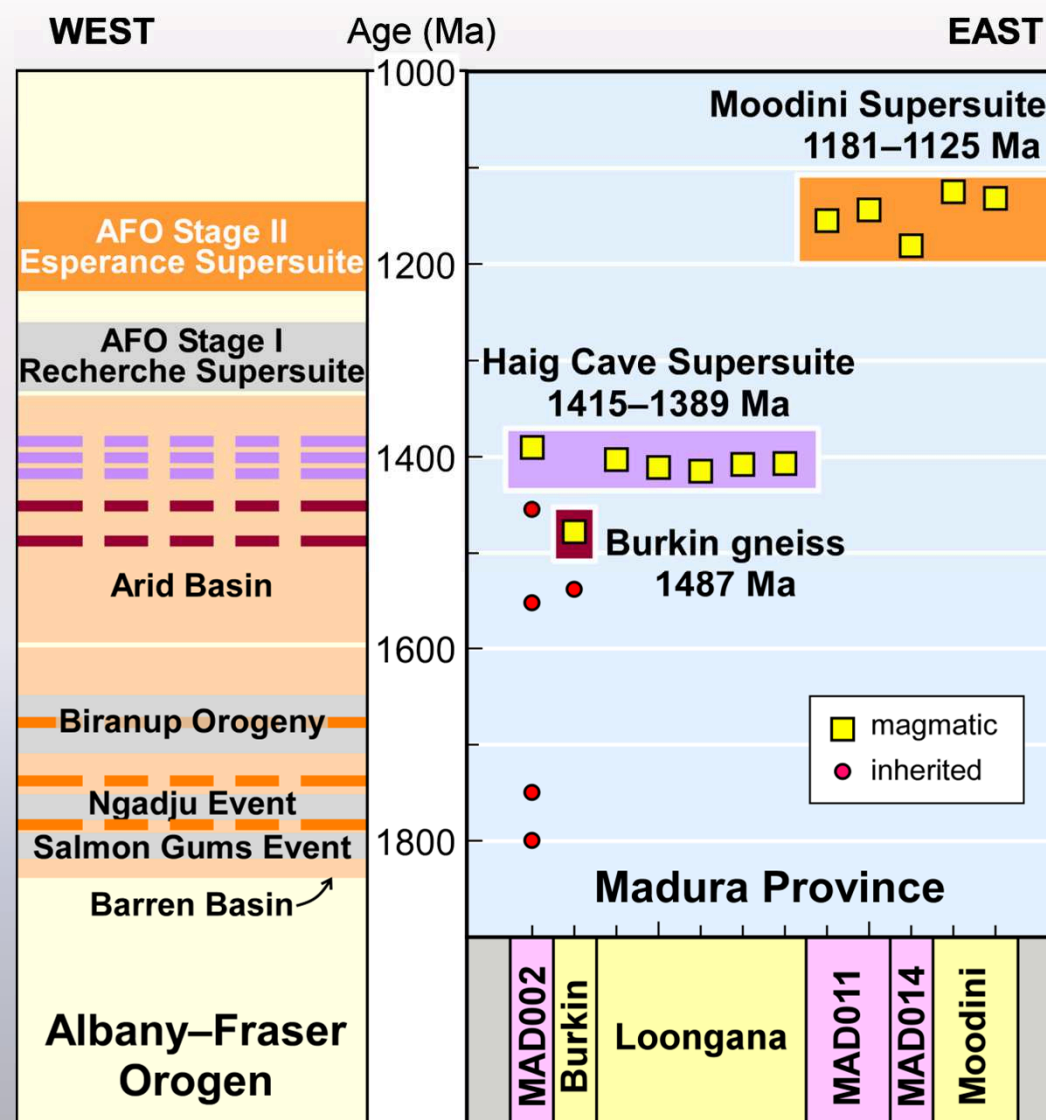 WEST
Age (Ma)
EAST
1000
1200
1400
1600
1800
AFO Stage II
Esperance Supersuite
AFO Stage I
Recherche Supersuite
Arid Basin
Biranup Orogeny
Ngadju Event
Salmon Gums Event
Barren Basin
Albany–Fraser
Orogen
Moodini Supersuite
1181–1125 Ma
Haig Cave Supersuite
1415–1389 Ma
Burkin gneiss
1487 Ma
magmatic
inherited
Madura Province
MAD002
Burkin
Loongana
MAD011
MAD014
Moodini